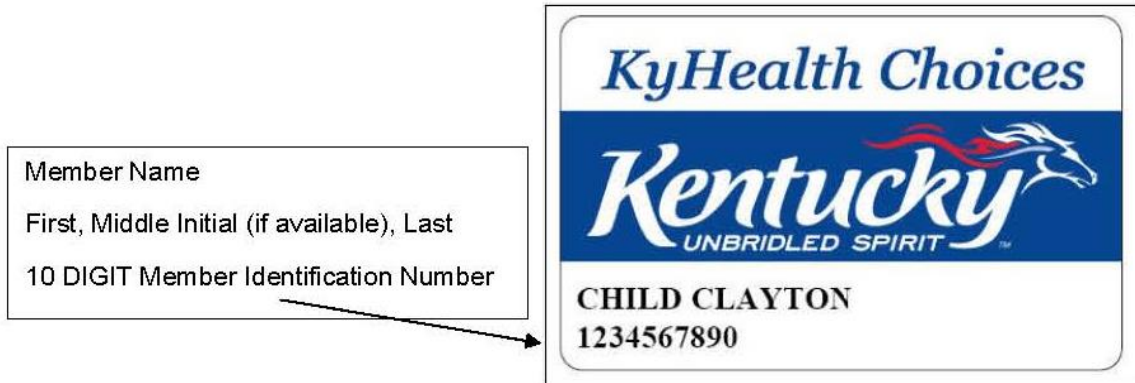 Member Name
First, Middle Initial (if available), Last
10 DIGIT Member Identification Number
KyHealth Choices
Kentucky
UNBRIDLED SPIRIT
TM
CHILD CLAYTON
1234567890